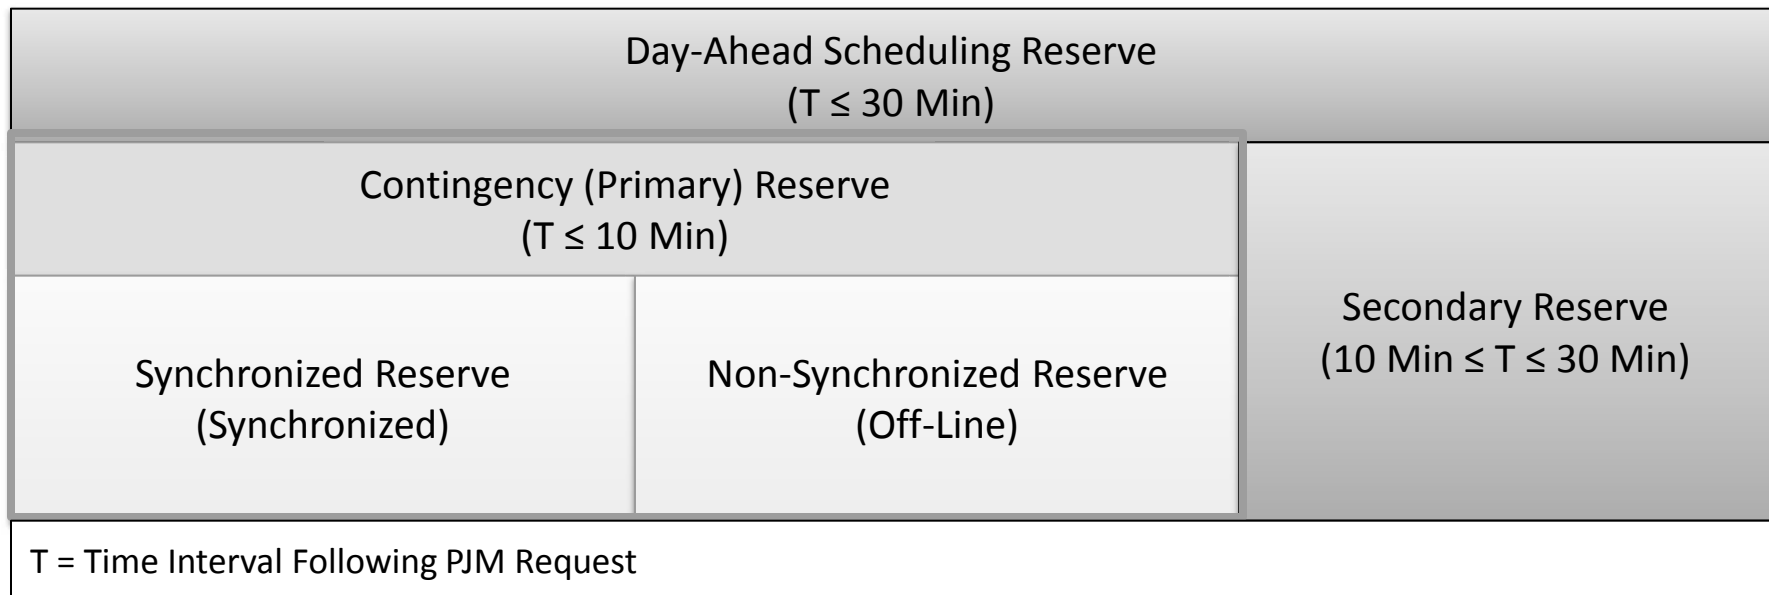 Day-Ahead Scheduling Reserve
(T ≤ 30 Min)
Contingency (Primary) Reserve
(T ≤ 10 Min)
Synchronized Reserve
(Synchronized)
Non-Synchronized Reserve
(Off-Line)
Secondary Reserve
(10 Min ≤ T ≤ 30 Min)
T = Time Interval Following PJM Request